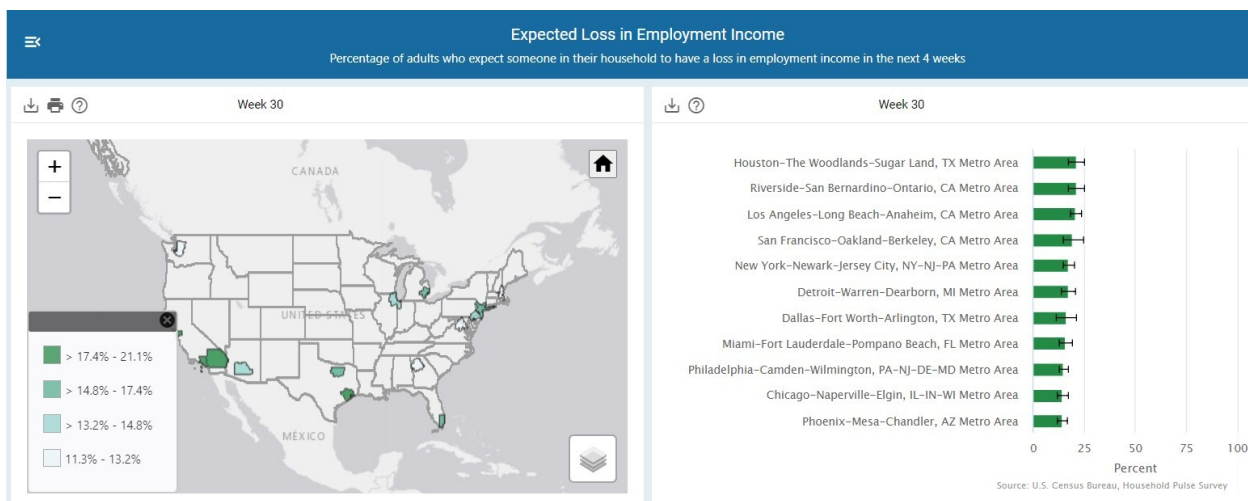 Expected Loss in Employment Income
Percentage of adults who expect someone in their household to have a loss in employment income in the next 4 weeks
Week 30
+
−
CANADA
UNITED STATES
MÉXICO
> 17.4% - 21.1%
> 14.8% - 17.4%
> 13.2% - 14.8%
11.3% - 13.2%
Week 30
Houston-The Woodlands-Sugar Land, TX Metro Area
Riverside-San Bernardino-Ontario, CA Metro Area
Los Angeles-Long Beach-Anaheim, CA Metro Area
San Francisco-Oakland-Berkeley, CA Metro Area
New York-Newark-Jersey City, NY-NJ-PA Metro Area
Detroit-Warren-Dearborn, MI Metro Area
Dallas-Fort Worth-Arlington, TX Metro Area
Miami-Fort Lauderdale-Pompano Beach, FL Metro Area
Philadelphia-Camden-Wilmington, PA-NJ-DE-MD Metro Area
Chicago-Naperville-Elgin, IL-IN-WI Metro Area
Phoenix-Mesa-Chandler, AZ Metro Area
0 25 50 75 100
Percent
Source: U.S. Census Bureau, Household Pulse Survey